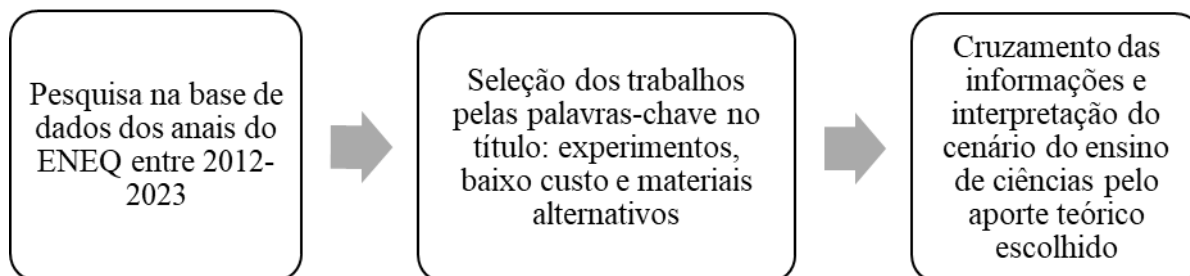 Pesquisa na base de
dados dos anais do
ENEQ entre 2012-
2023
Seleção dos trabalhos
pelas palavras-chave no
título: experimentos,
baixo custo e materiais
alternativos
Cruzamento das
informações e
interpretação do
cenário do ensino
de ciências pelo
aporte teórico
escolhido